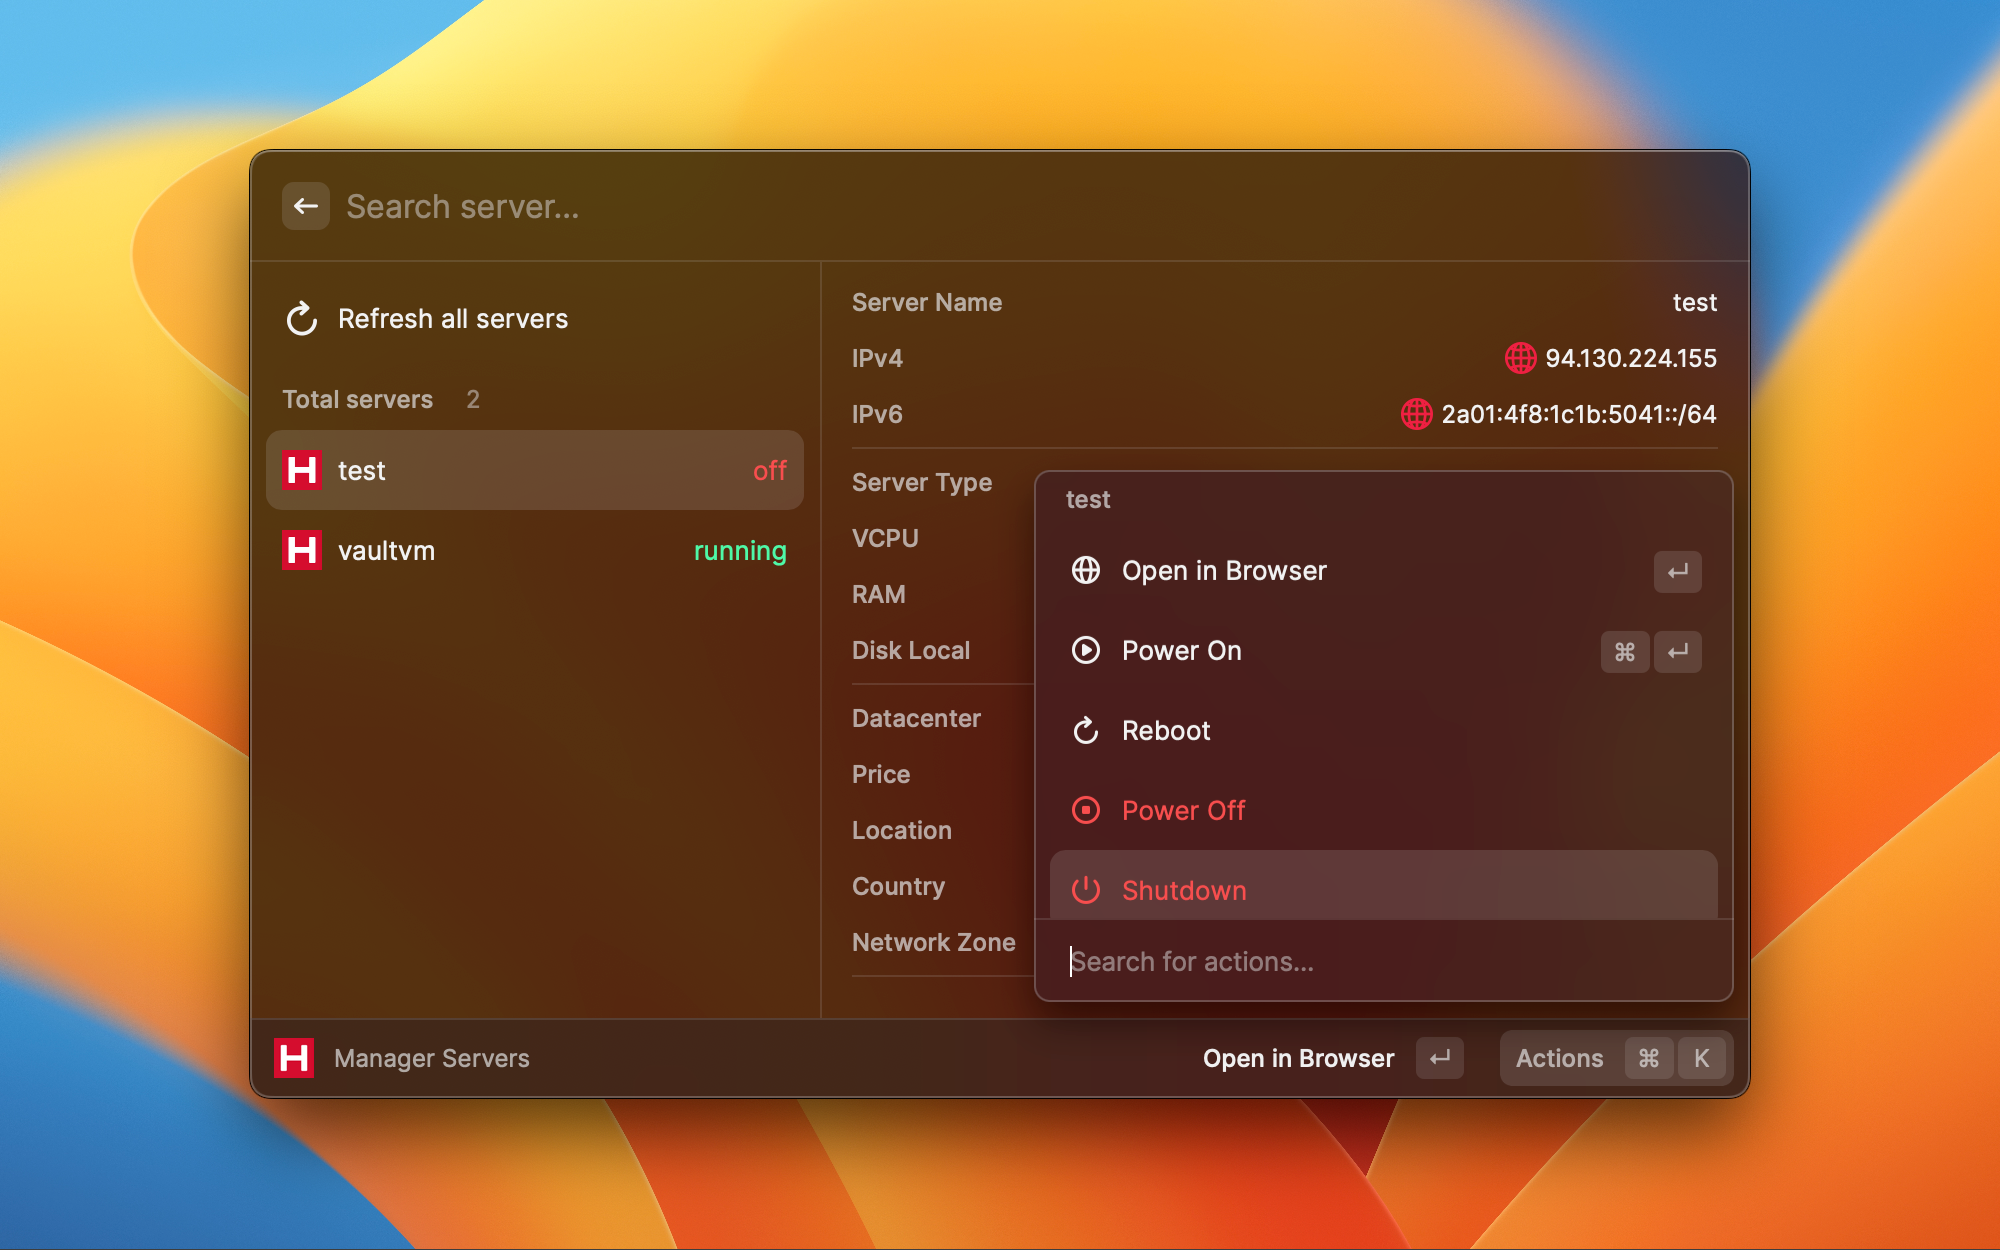 Search server...
Refresh all servers
Total servers 2
H test off
H vaultvm running
Server Name test
IPv4 94.130.224.155
IPv6 2a01:4f8:1c1b:5041::/64
Server Type
VCPU
RAM
Disk Local
Datacenter
Price
Location
Country
Network Zone
test
Open in Browser ↵
Power On ⌘ ↵
Reboot
Power Off
Shutdown
Search for actions...
H Manager Servers
Open in Browser ↵ Actions ⌘ K